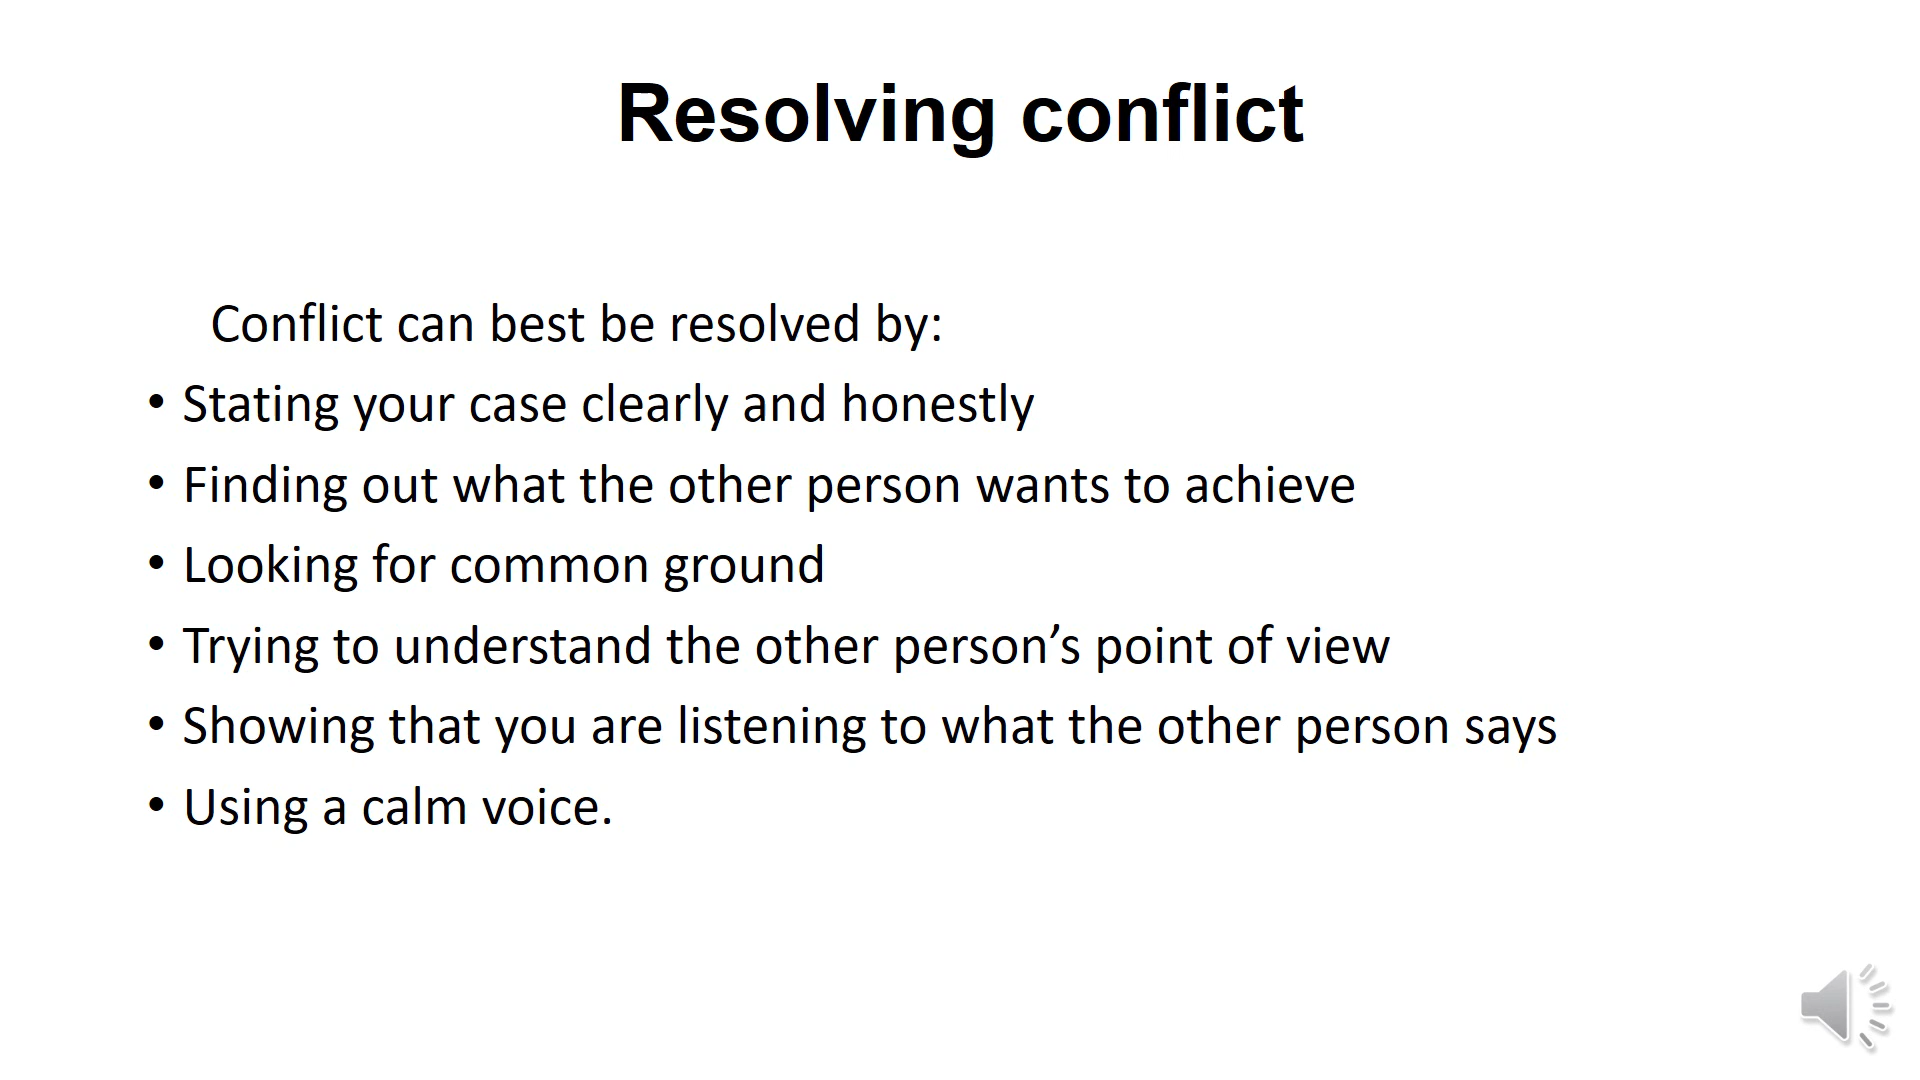 Resolving conflict
Conflict can best be resolved by:
• Stating your case clearly and honestly
• Finding out what the other person wants to achieve
• Looking for common ground
• Trying to understand the other person’s point of view
• Showing that you are listening to what the other person says
• Using a calm voice.